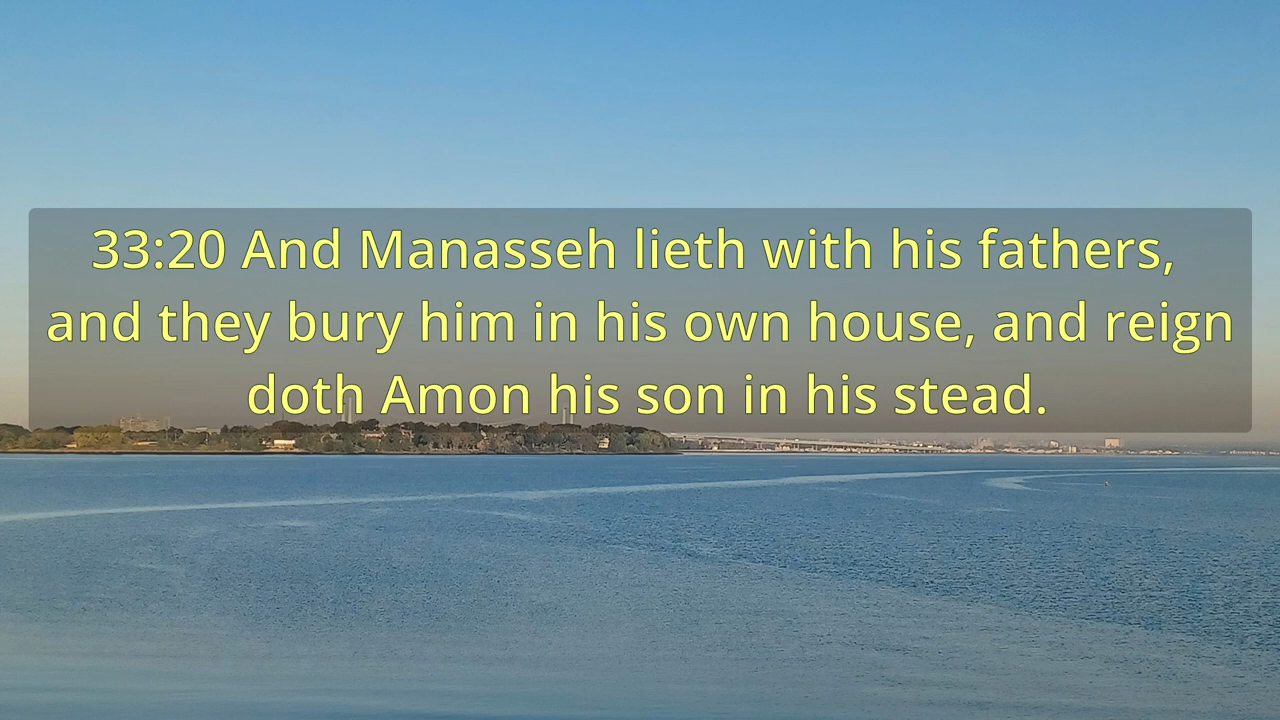 33:20 And Manasseh lieth with his fathers,
and they bury him in his own house, and reign
doth Amon his son in his stead.